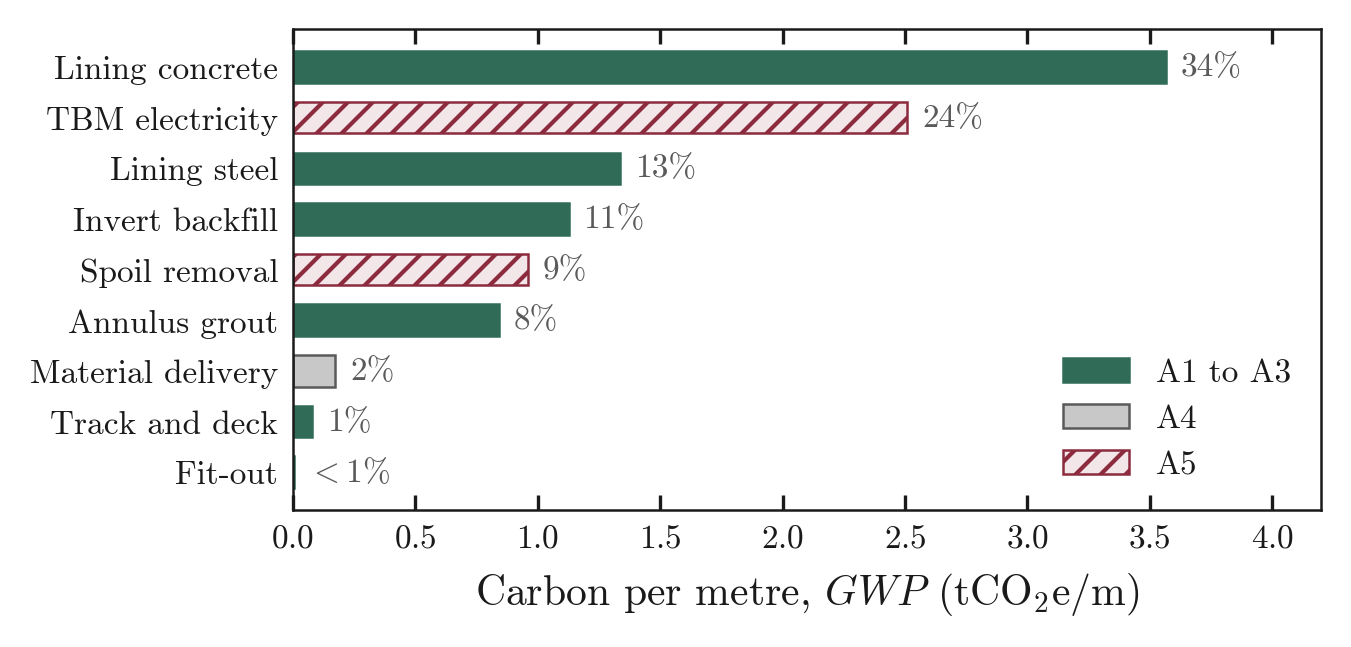 Lining concrete 34%
TBM electricity 24%
Lining steel 13%
Invert backfill 11%
Spoil removal 9%
Annulus grout 8%
Material delivery 2%
Track and deck 1%
Fit-out < 1%
A1 to A3
A4
A5
0.0 0.5 1.0 1.5 2.0 2.5 3.0 3.5 4.0
Carbon per metre, GWP (tCO₂e/m)